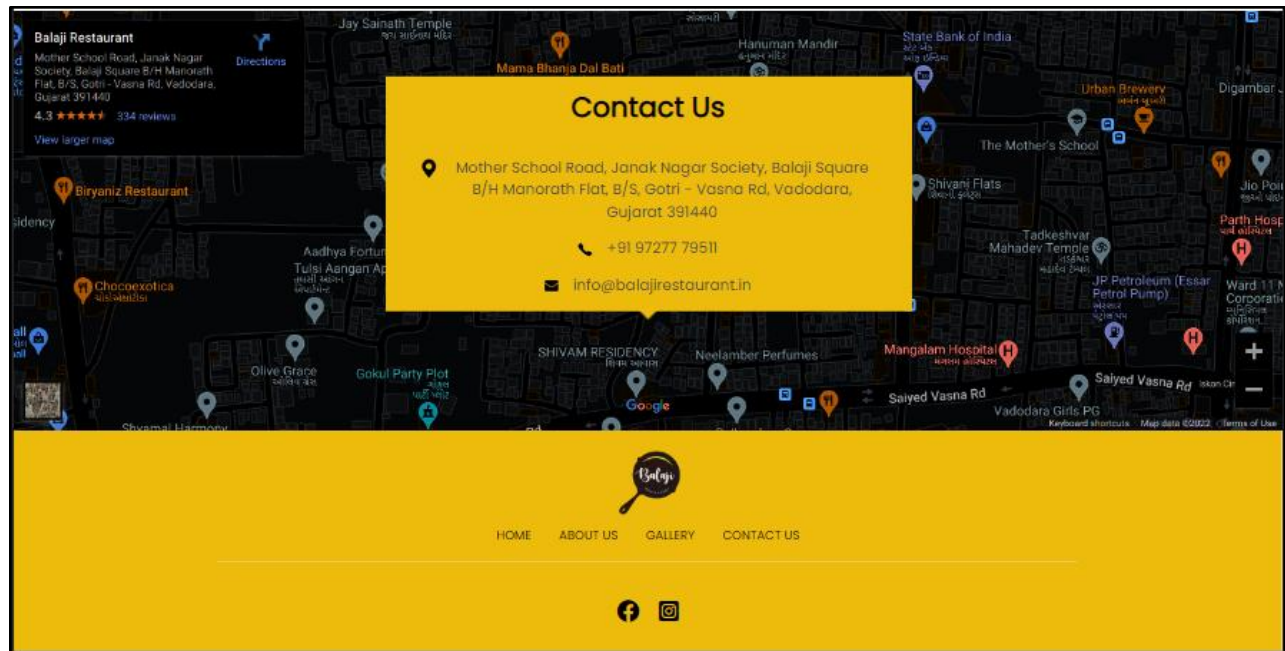 Balaji Restaurant
Mother School Road, Janak Nagar
Society, Balaji Square B/H Manorath
Flat, B/S, Gotri - Vasna Rd, Vadodara,
Gujarat 391440
4.3
334 reviews
View larger map
Directions
Jay Sainath Temple
Mama Bhanja Dal Bati
Hanuman Mandir
State Bank of India
Urban Brewery
Digambar
The Mother's School
Biryaniz Restaurant
Contact Us
Mother School Road, Janak Nagar Society, Balaji Square
B/H Manorath Flat, B/S, Gotri - Vasna Rd, Vadodara,
Gujarat 391440
+91 97277 79511
info@balajirestaurant.in
Shivani Flats
Jio Poi
Parth Hosp
Tadkeshvar
Mahadev Temple
JP Petroleum (Essar
Petrol Pump)
Ward 11
Corporati
Aadhya Fortun
Tulsi Aangan Ap
Chocoexotica
SHIVAM RESIDENCY
Neelamber Perfumes
Mangalam Hospital
Olive Grace
Gokul Party Plot
Google
Saiyed Vasna Rd
Saiyed Vasna Rd
Iskon Cir
Vadodara Girls PG
Shyamal Harmony
Rd
Keyboard shortcuts
Map data ©2022
Terms of Use
Balaji
HOME ABOUT US GALLERY CONTACT US